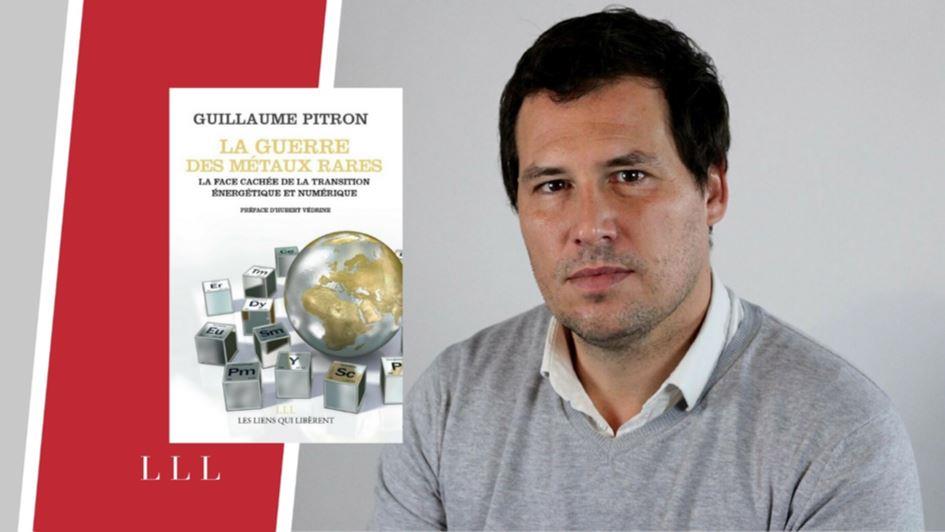 GUILLAUME PITRON
LA GUERRE
DES MÉTAUX RARES
LA FACE CACHÉE DE LA TRANSITION
ÉNERGÉTIQUE ET NUMÉRIQUE
PRÉFACE D'HUBERT VÉDRINE
Ce
Tm
Er
Dy
Eu
Sm
Y
Pm
Sc
P
LLL
LES LIENS QUI LIBÈRENT
LLL